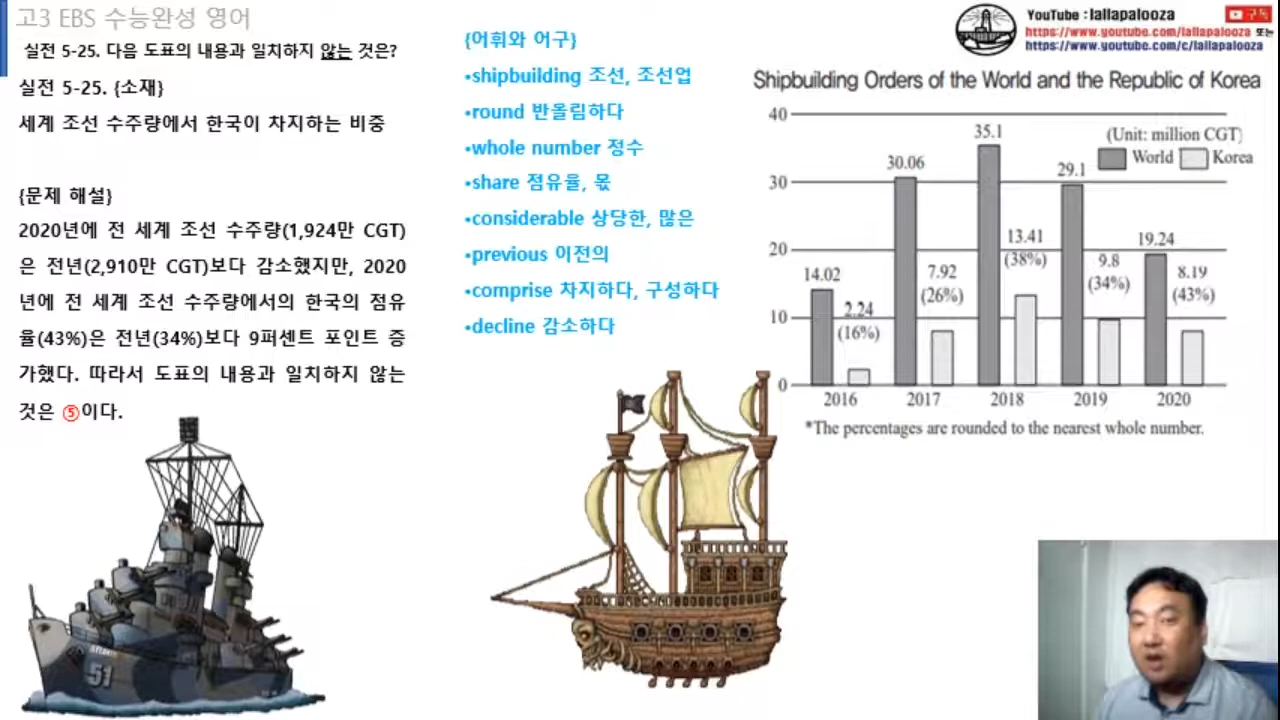 고3 EBS 수능완성 영어
실전 5-25. 다음 도표의 내용과 일치하지 않는 것은?
실전 5-25. {소재}
세계 조선 수주량에서 한국이 차지하는 비중
{문제 해설}
2020년에 전 세계 조선 수주량(1,924만 CGT)
은 전년(2,910만 CGT)보다 감소했지만, 2020
년에 전 세계 조선 수주량에서의 한국의 점유
율(43%)은 전년(34%)보다 9퍼센트 포인트 증
가했다. 따라서 도표의 내용과 일치하지 않는
것은 ⑤이다.
{어휘와 어구}
•shipbuilding 조선, 조선업
•round 반올림하다
•whole number 정수
•share 점유율, 몫
•considerable 상당한, 많은
•previous 이전의
•comprise 차지하다, 구성하다
•decline 감소하다
YouTube : lallapalooza
구독
https://www.youtube.com/lallapalooza 또는
https://www.youtube.com/c/lallapalooza
Shipbuilding Orders of the World and the Republic of Korea
(Unit: million CGT)
World Korea
40
30
20
10
0
14.02
2.24
(16%)
30.06
7.92
(26%)
35.1
13.41
(38%)
29.1
9.8
(34%)
19.24
8.19
(43%)
2016 2017 2018 2019 2020
*The percentages are rounded to the nearest whole number.
51